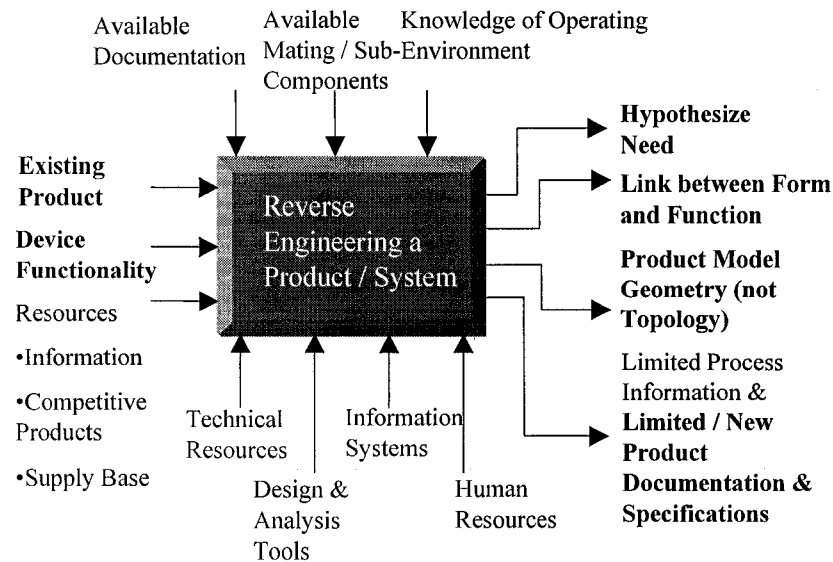 Available
Documentation
Available
Mating / Sub-
Components
Knowledge of Operating
Environment
Existing
Product
Device
Functionality
Resources
•Information
•Competitive
Products
•Supply Base
Reverse
Engineering a
Product / System
Hypothesize
Need
Link between Form
and Function
Product Model
Geometry (not
Topology)
Limited Process
Information &
Limited / New
Product
Documentation &
Specifications
Technical
Resources
Design &
Analysis
Tools
Information
Systems
Human
Resources